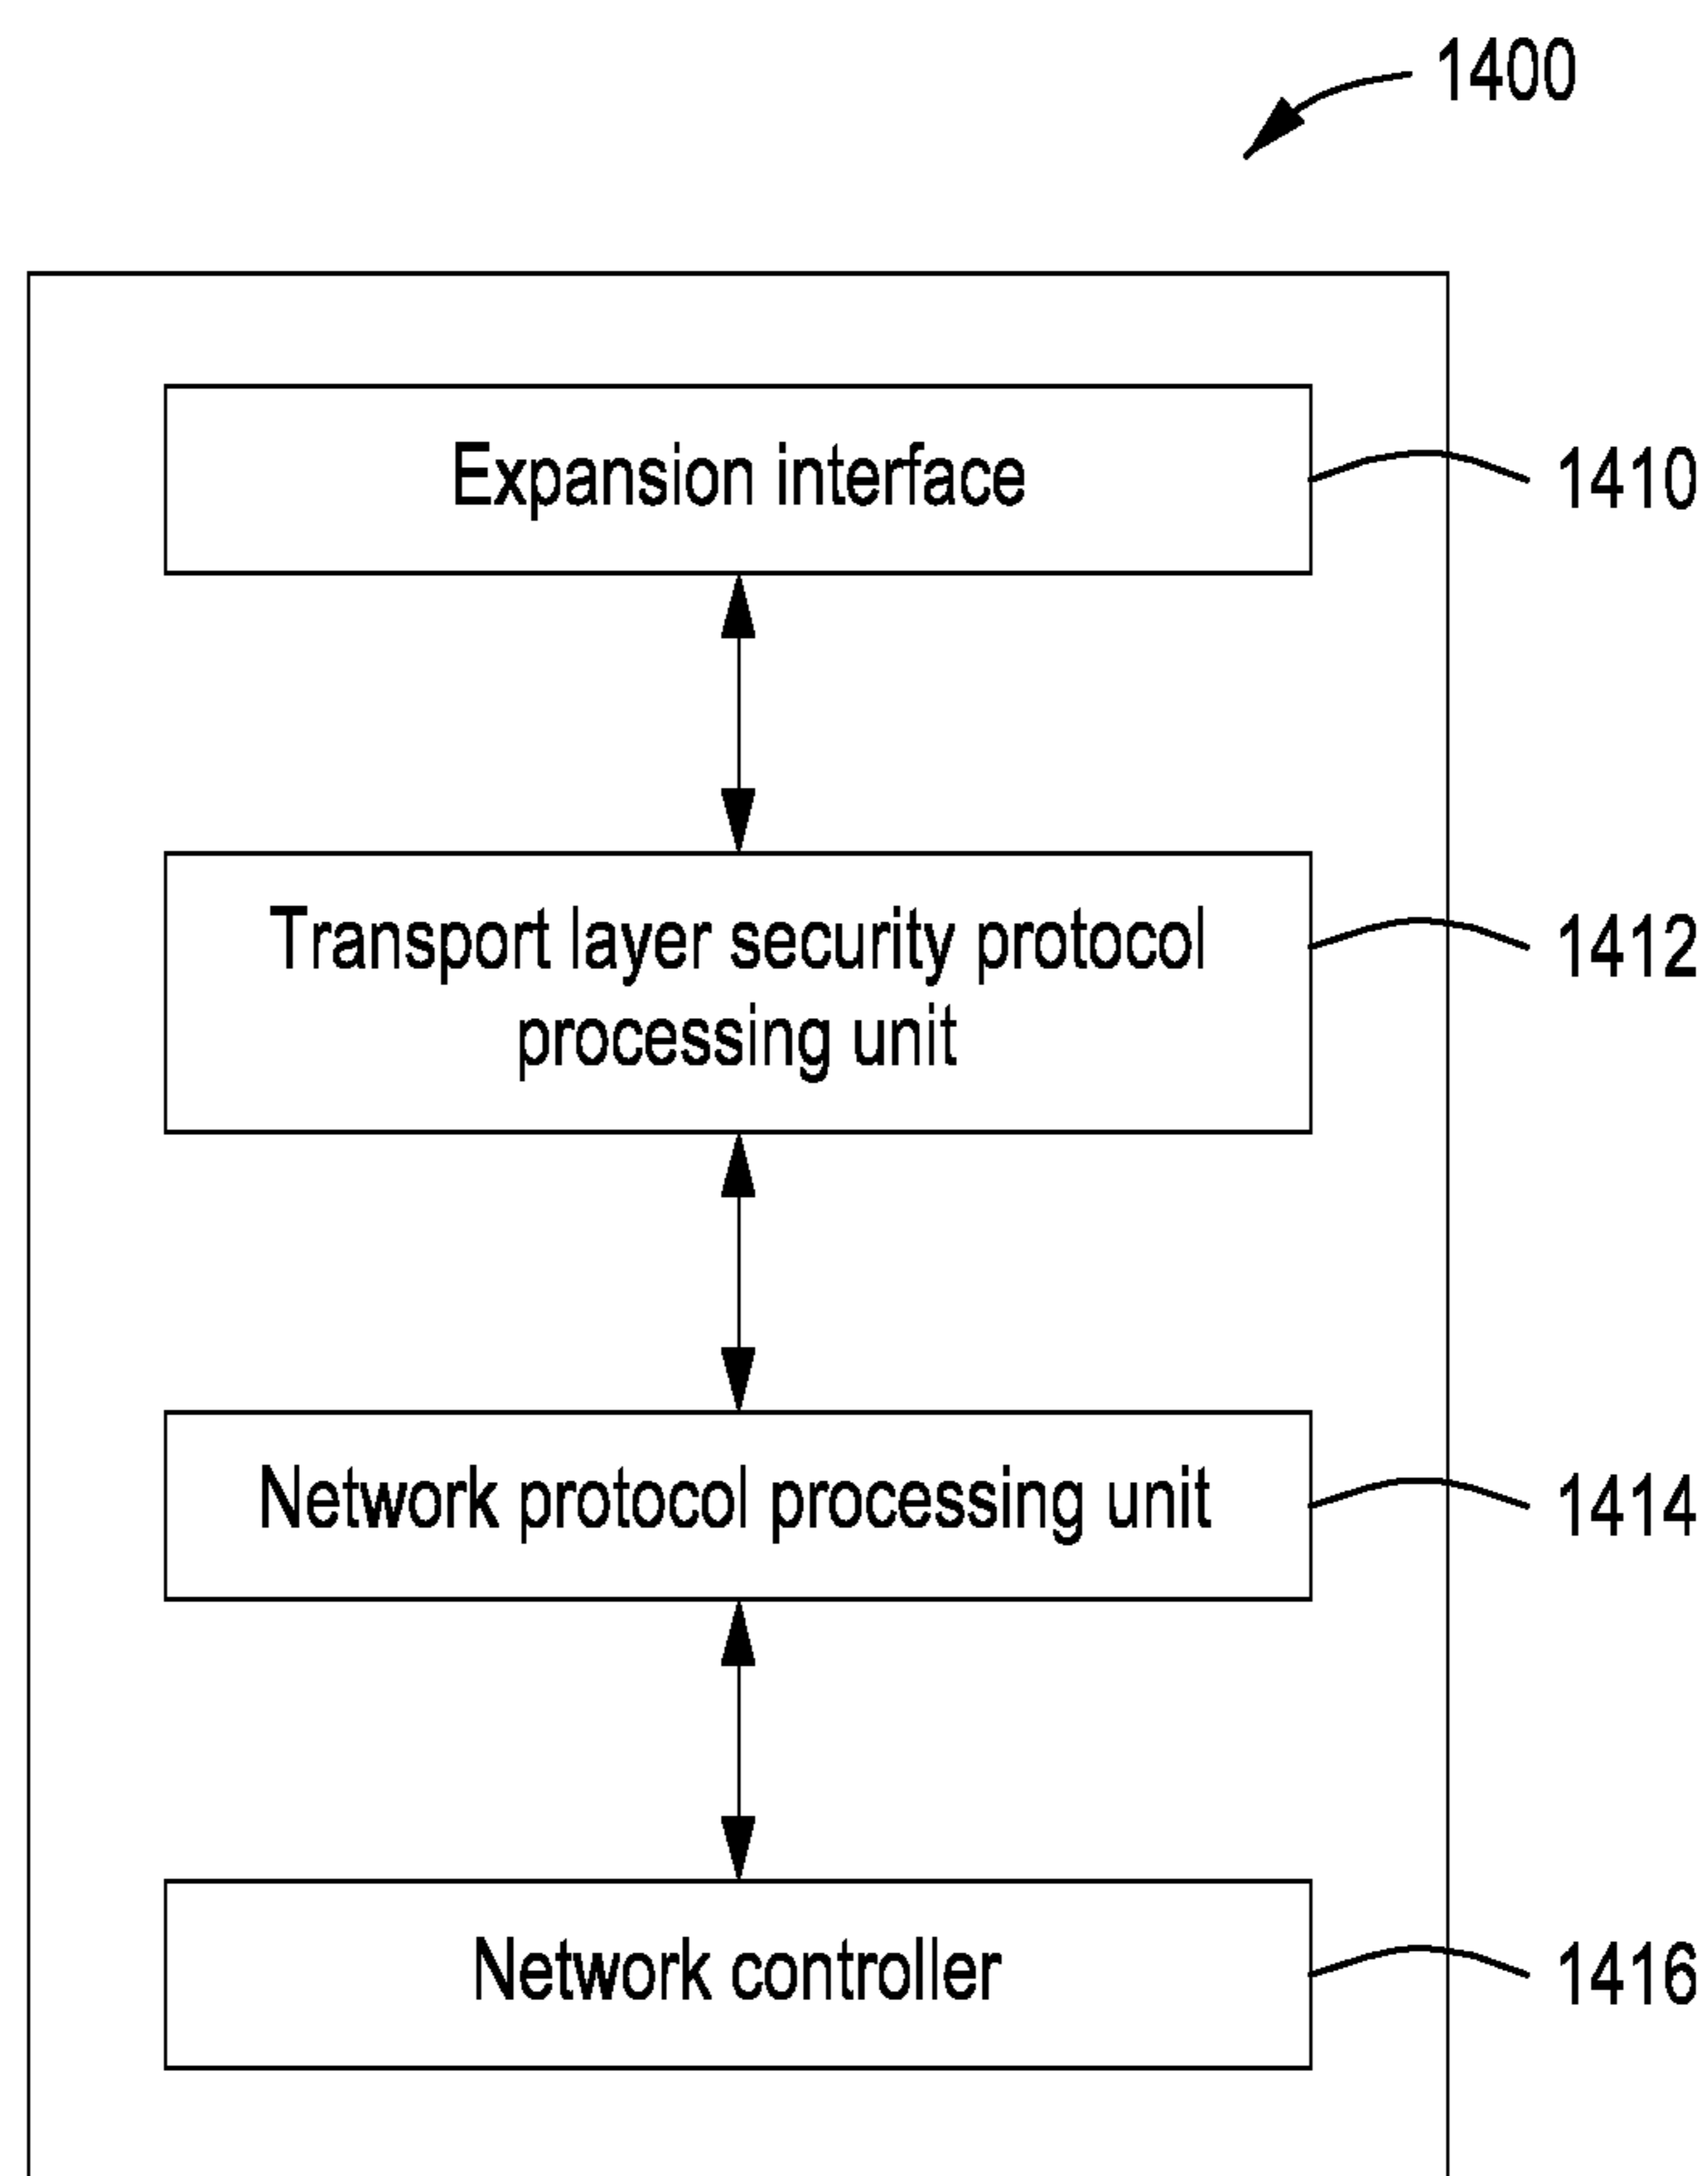 1400
Expansion interface
1410
Transport layer security protocol
processing unit
1412
Network protocol processing unit
1414
Network controller
1416